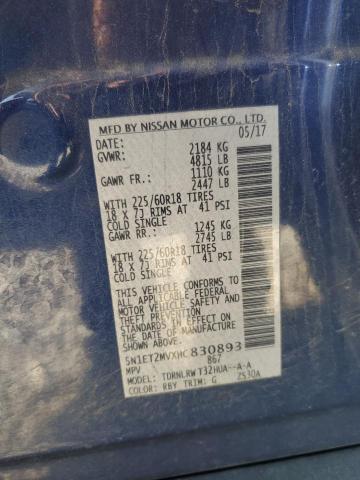 MFD BY NISSAN MOTOR CO., LTD.
DATE: 05/17
GVWR: 2184 KG
4815 LB
GAWR FR.: 1110 KG
2447 LB
WITH 225/60R18 TIRES
18 X 7J RIMS AT 41 PSI
COLD SINGLE
GAWR RR.: 1245 KG
2745 LB
WITH 225/60R18 TIRES
18 X 7J RIMS AT 41 PSI
COLD SINGLE
THIS VEHICLE CONFORMS
TO ALL APPLICABLE FEDERAL
MOTOR VEHICLE SAFETY AND
THEFT PREVENTION STANDARDS
IN EFFECT ON THE DATE OF
MANUFACTURE SHOWN ABOVE.
5N1ET2MVXHC830893
MPV 867
MODEL: TDRNLRW T32HUA--A-A
COLOR: RBY TRIM: G Z530A